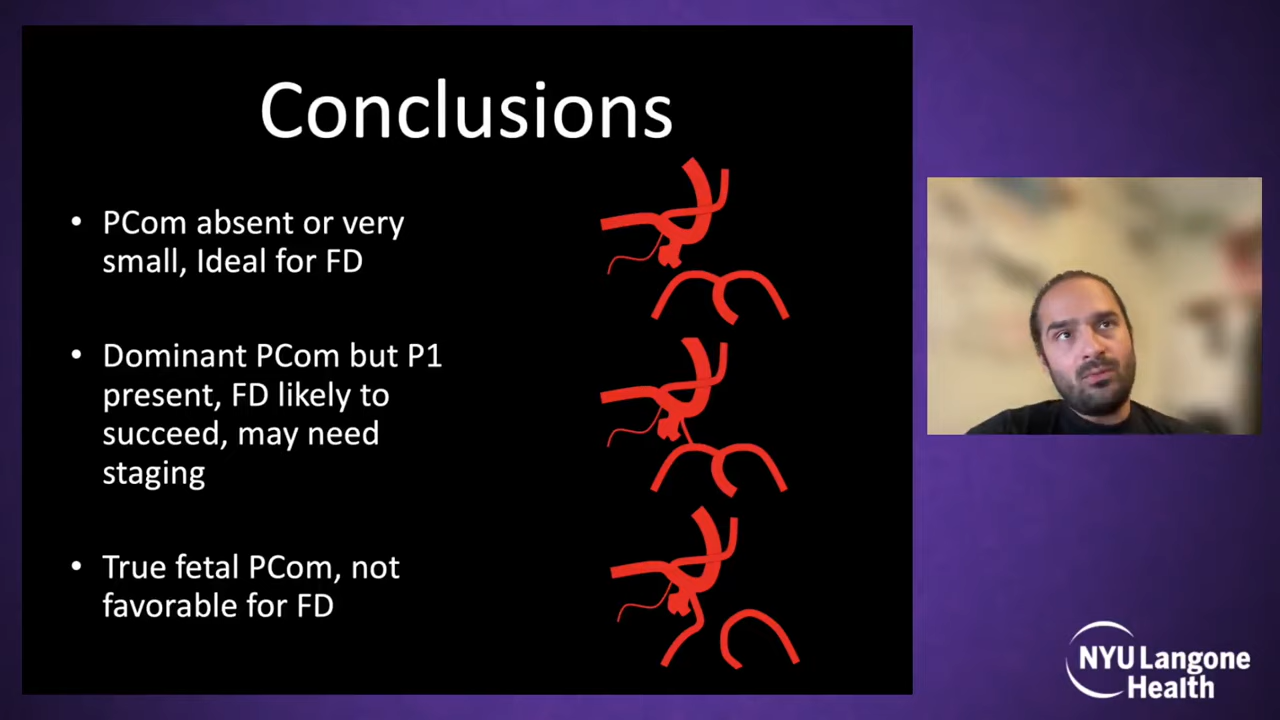 Conclusions
• PCom absent or very
small, Ideal for FD
• Dominant PCom but P1
present, FD likely to
succeed, may need
staging
• True fetal PCom, not
favorable for FD
NYU Langone
Health